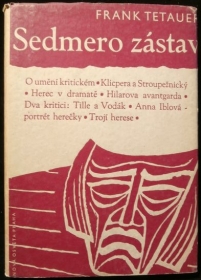 FRANK TETAUER
Sedmero zástav
O umění kritickém • Klicpera a Stroupežnický
• Herec v dramatě • Hilarova avantgarda •
Dva kritici: Tille a Vodák • Anna Iblová -
portrét herečky • Trojí herese •